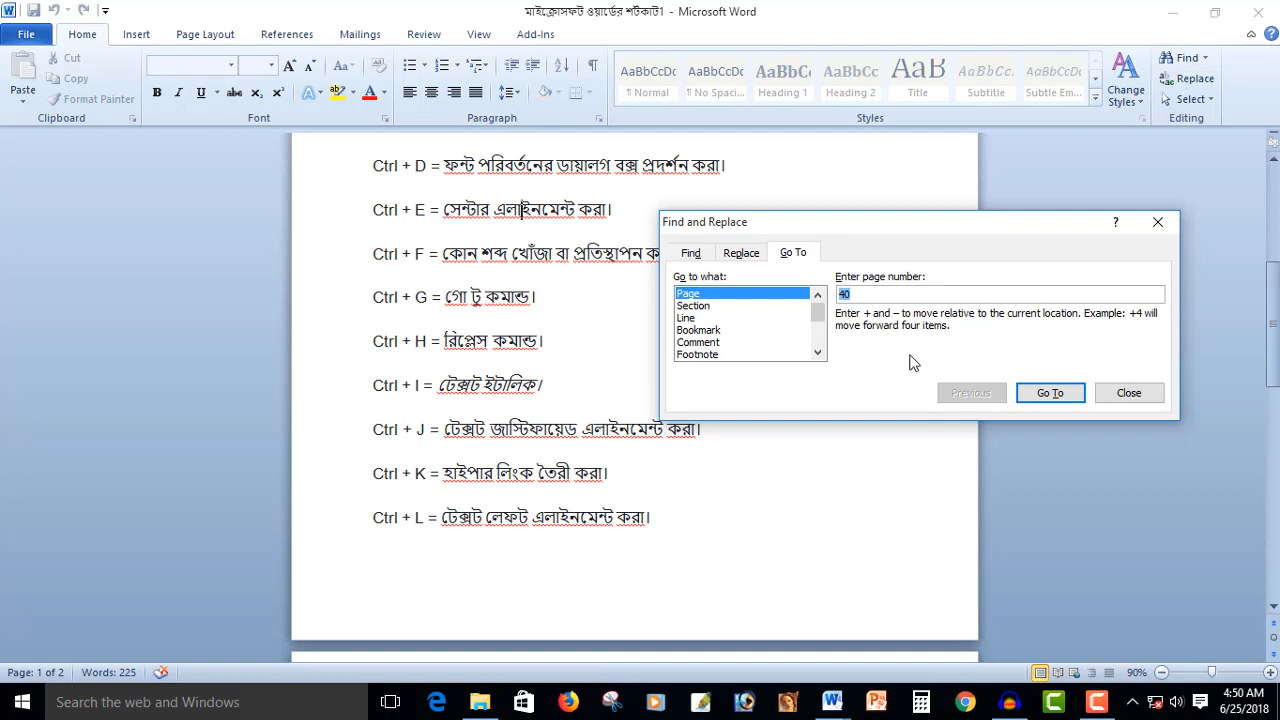 মাইক্রোসফট ওয়ার্ডের শর্টকাট1 - Microsoft Word
File Home Insert Page Layout References Mailings Review View Add-Ins
Paste
Cut
Copy
Format Painter
Clipboard
Font
Paragraph
AaBbCcDc AaBbCcDc AaBbCc AaBbCc AaB AaBbCc AaBbCcDc
¶ Normal ¶ No Spaci... Heading 1 Heading 2 Title Subtitle Subtle Em...
Change Styles
Styles
Find
Replace
Select
Editing
Ctrl + D = ফন্ট পরিবর্তনের ডায়ালগ বক্স প্রদর্শন করা।
Ctrl + E = সেন্টার এলাইনমেন্ট করা।
Ctrl + F = কোন শব্দ খোঁজা বা প্রতিস্থাপন ক
Ctrl + G = গো টু কমান্ড।
Ctrl + H = রিপ্লেস কমান্ড।
Ctrl + I = টেক্সট ইটালিক।
Ctrl + J = টেক্সট জাস্টিফায়েড এলাইনমেন্ট করা।
Ctrl + K = হাইপার লিংক তৈরী করা।
Ctrl + L = টেক্সট লেফট এলাইনমেন্ট করা।
Find and Replace
Find Replace Go To
Go to what:
Page
Section
Line
Bookmark
Comment
Footnote
Enter page number:
40
Enter + and – to move relative to the current location. Example: +4 will
move forward four items.
Previous Go To Close
Page: 1 of 2 Words: 225 90%
Search the web and Windows
4:50 AM
6/25/2018